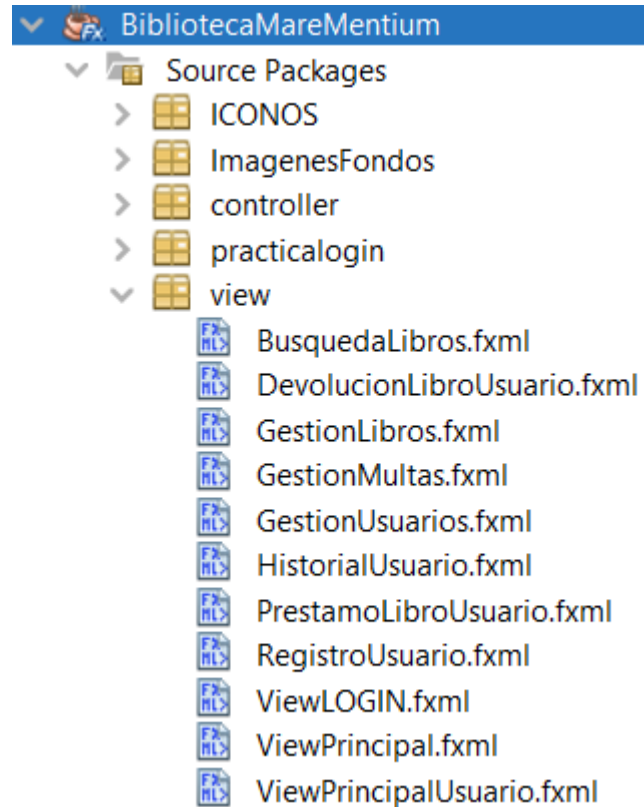 BibliotecaMareMentium
Source Packages
ICONOS
ImagenesFondos
controller
practicalogin
view
BusquedaLibros.fxml
DevolucionLibroUsuario.fxml
GestionLibros.fxml
GestionMultas.fxml
GestionUsuarios.fxml
HistorialUsuario.fxml
PrestamoLibroUsuario.fxml
RegistroUsuario.fxml
ViewLOGIN.fxml
ViewPrincipal.fxml
ViewPrincipalUsuario.fxml